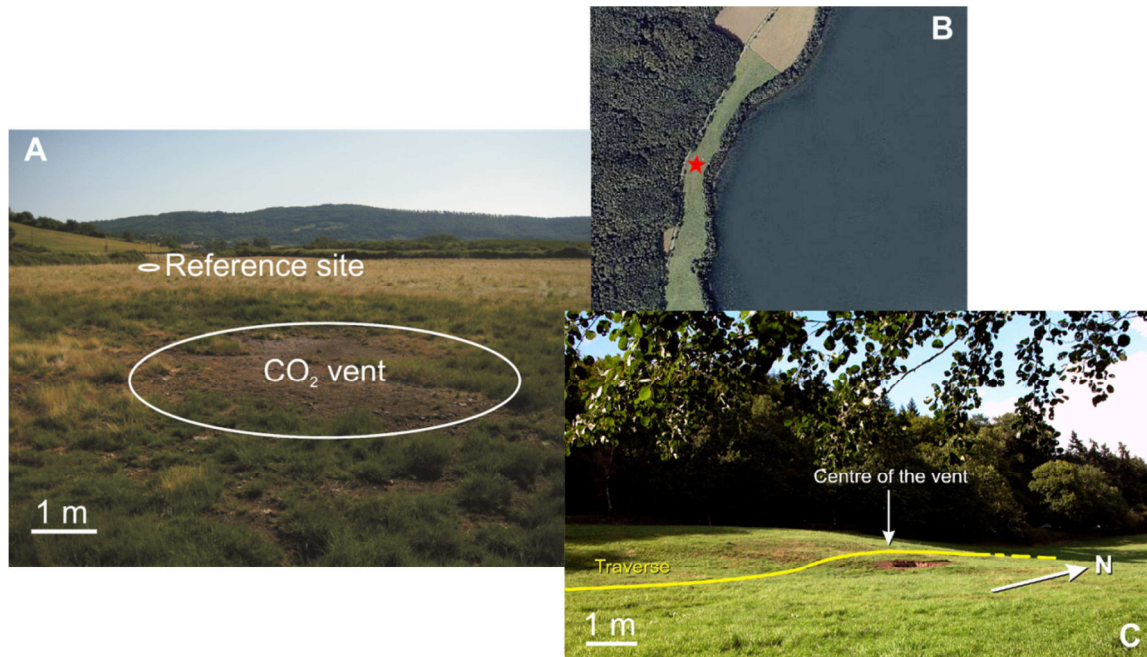 A
Reference site
CO₂ vent
1 m
B
Centre of the vent
Traverse
N
1 m
C